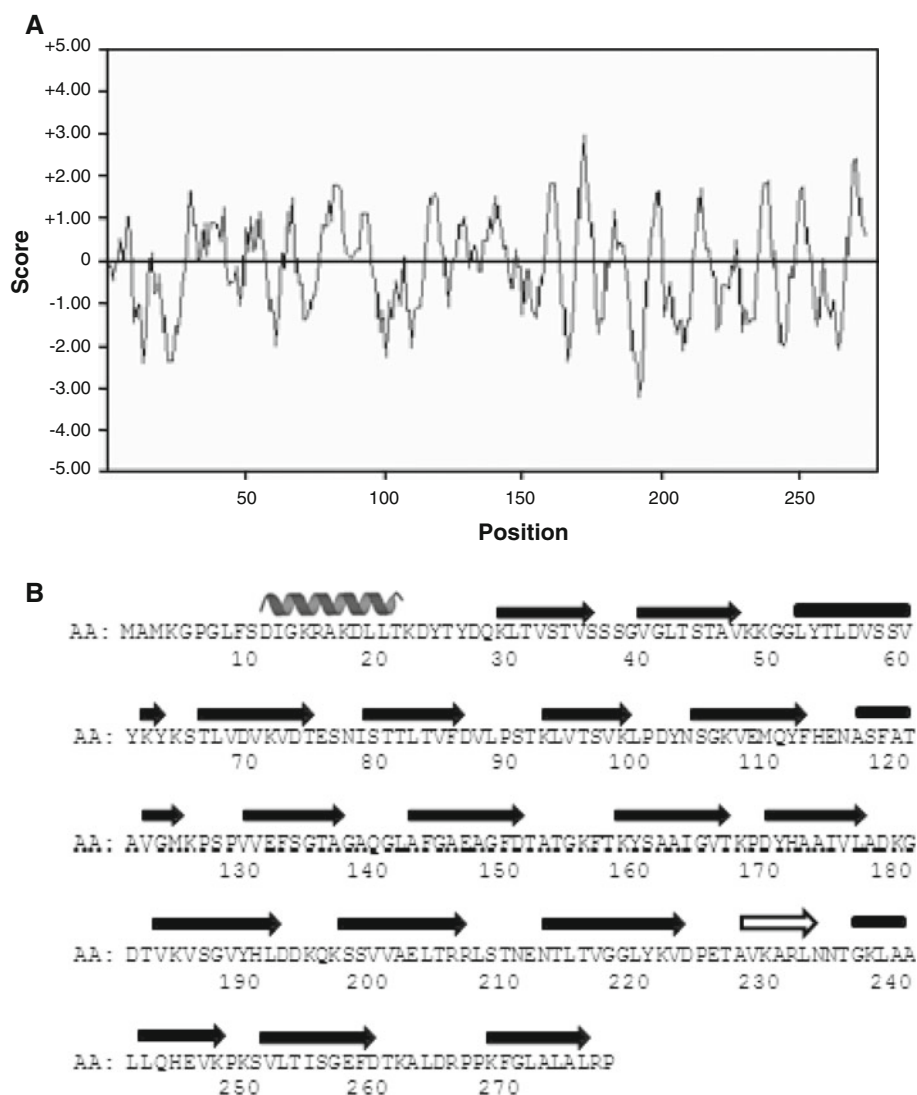 A
+5.00
+4.00
+3.00
+2.00
+1.00
0
-1.00
-2.00
-3.00
-4.00
-5.00
Score
50 100 150 200 250
Position
B
AA: MAMKGPGLFSDIGKRAKDLLTKDYTYDQKLTVSTVSSSGVGLTSTAVKKGGLYTLDVSSV
10 20 30 40 50 60
AA: YKYKSTLVDVKVDTESNISTTLTVFDVLPSTKLVTSVKLPDYNSGKVEMQYFHENASFAT
70 80 90 100 110 120
AA: AVGMKPSPVVEFSGTAGAQGLAFGAEAGFDTATGKFTKYSAAIGVTKPDYHAAIVLADKG
130 140 150 160 170 180
AA: DTVKVSGVYHLDDKQKSSVVAELTRRLSTNENTLTVGGLYKVDPETAVKARLNNTGKLAA
190 200 210 220 230 240
AA: LLQHEVKPKSVLTISGEFDTKALDRPPKFGLALALRP
250 260 270